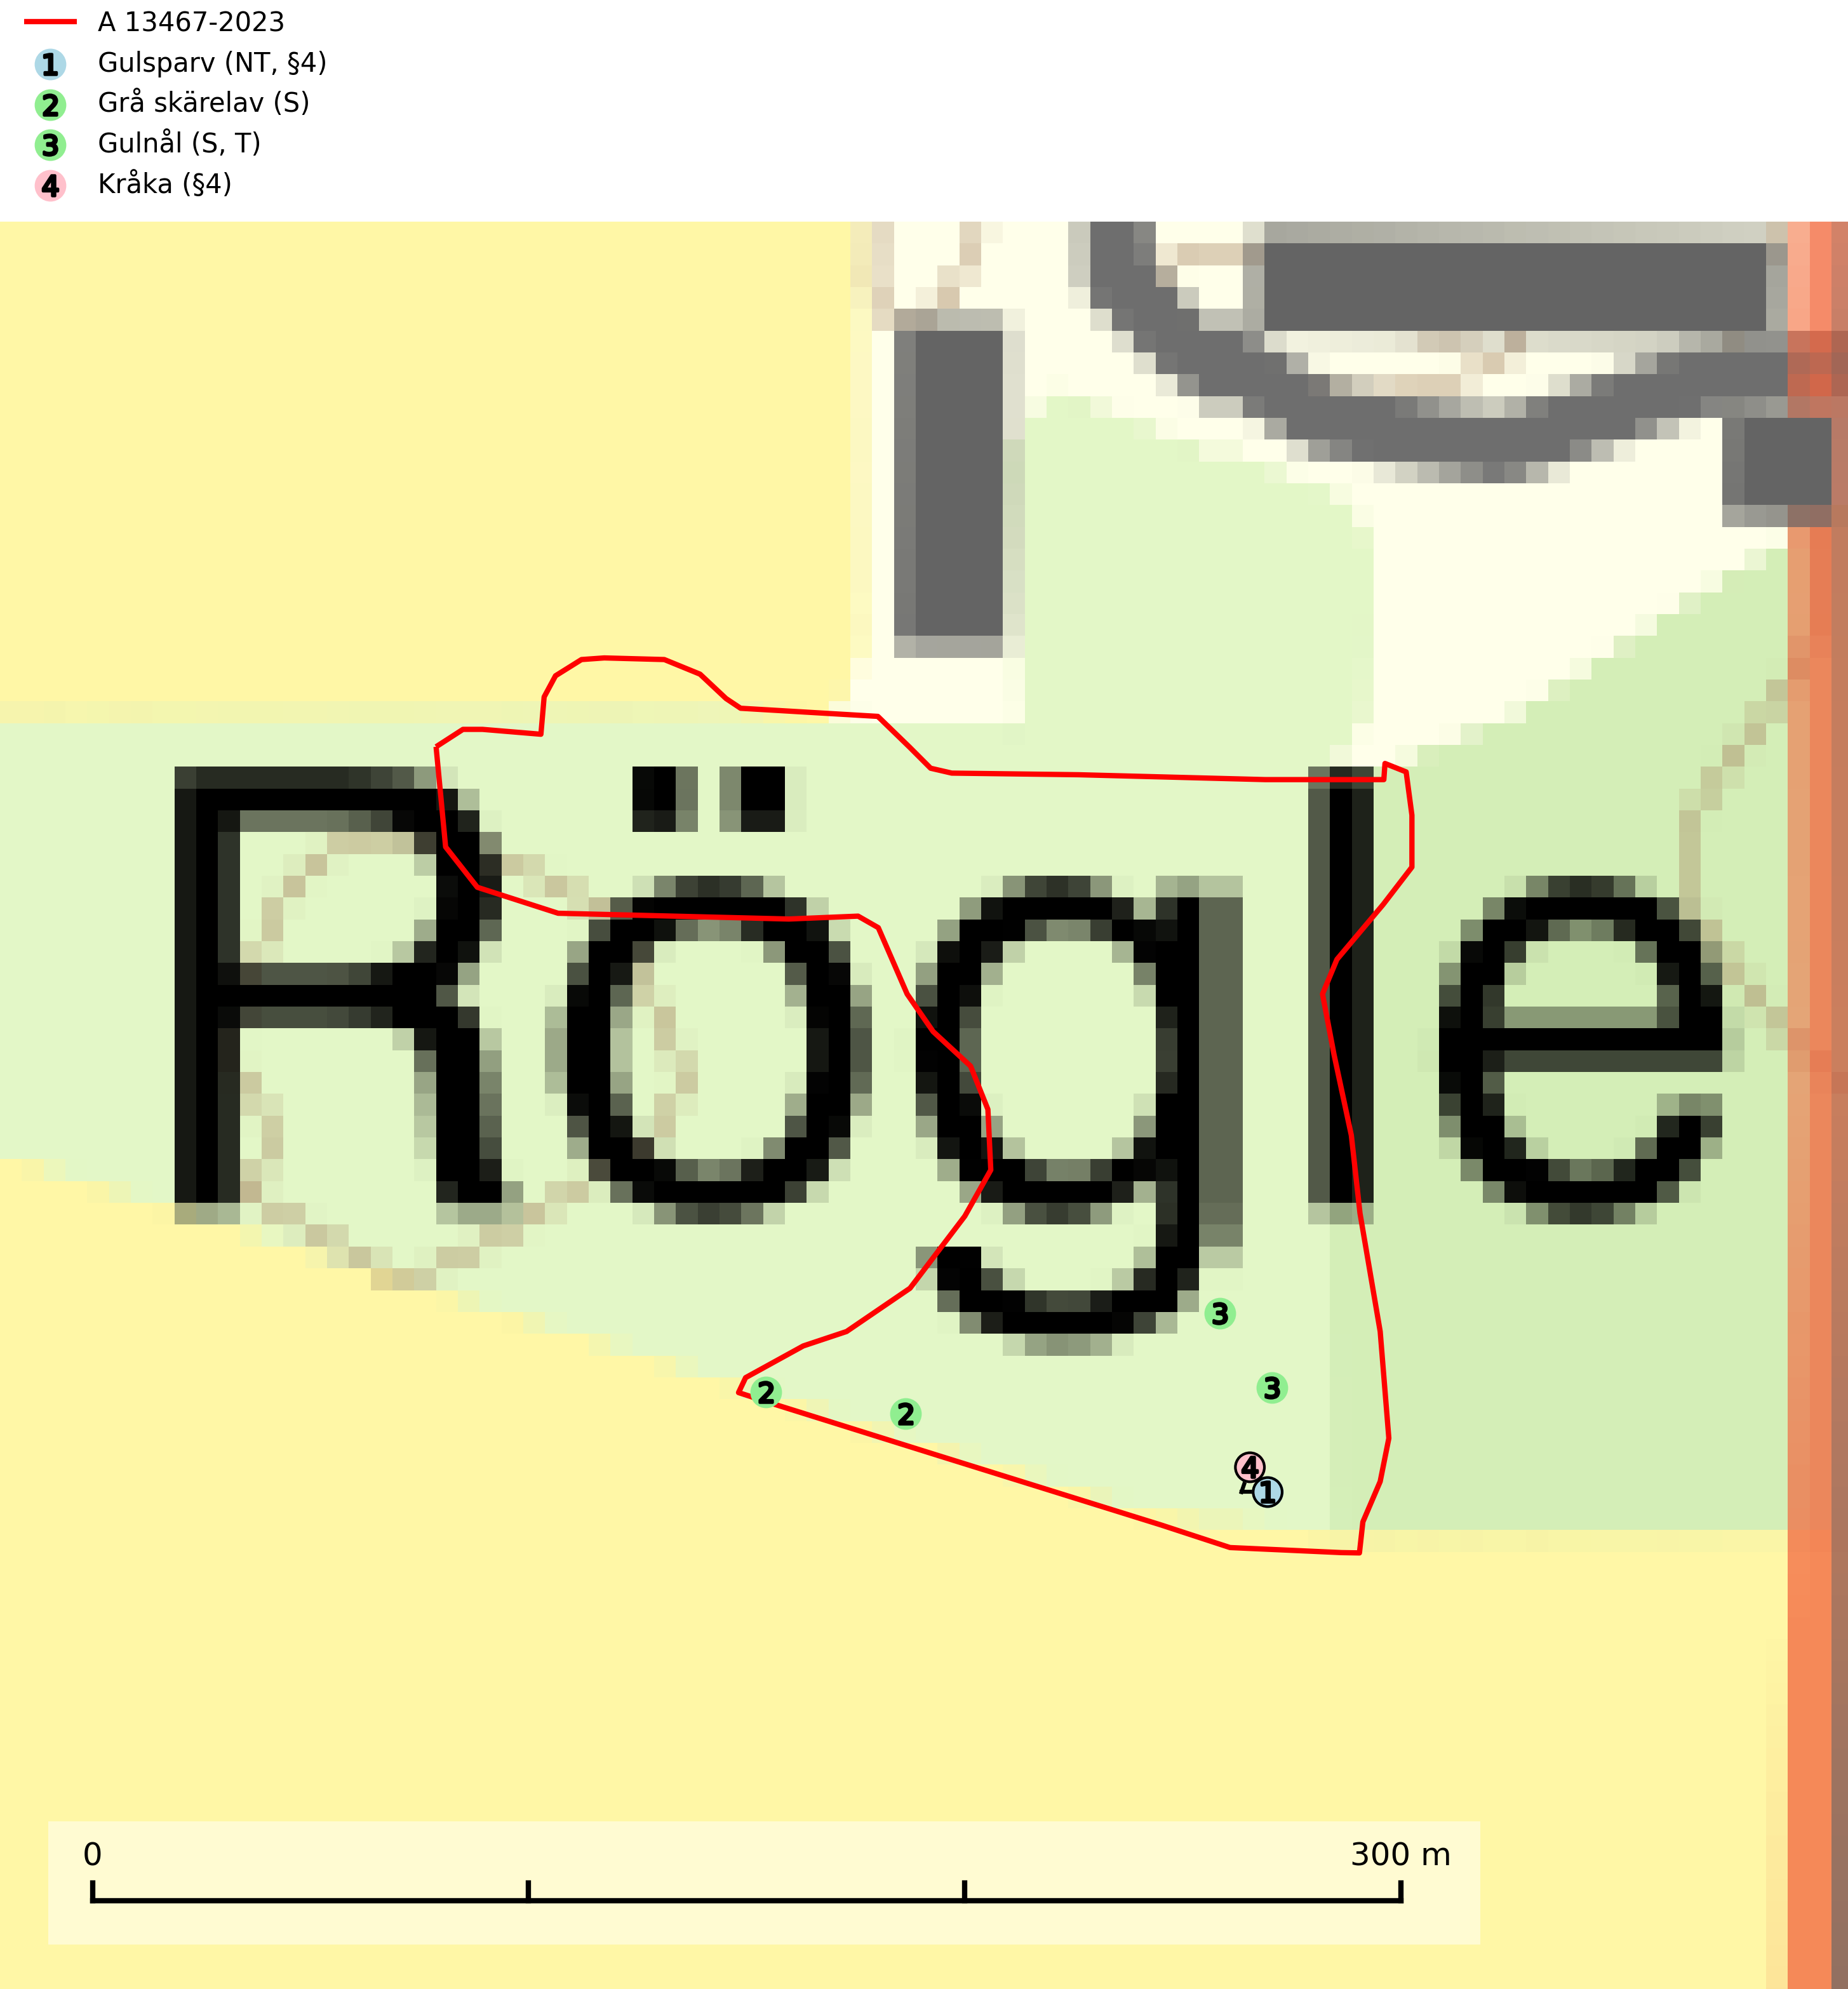 A 13467-2023
1 Gulsparv (NT, §4)
2 Grå skärelav (S)
3 Gulnål (S, T)
4 Kråka (§4)
Rögle
3
3
2
2
4
1
0 300 m